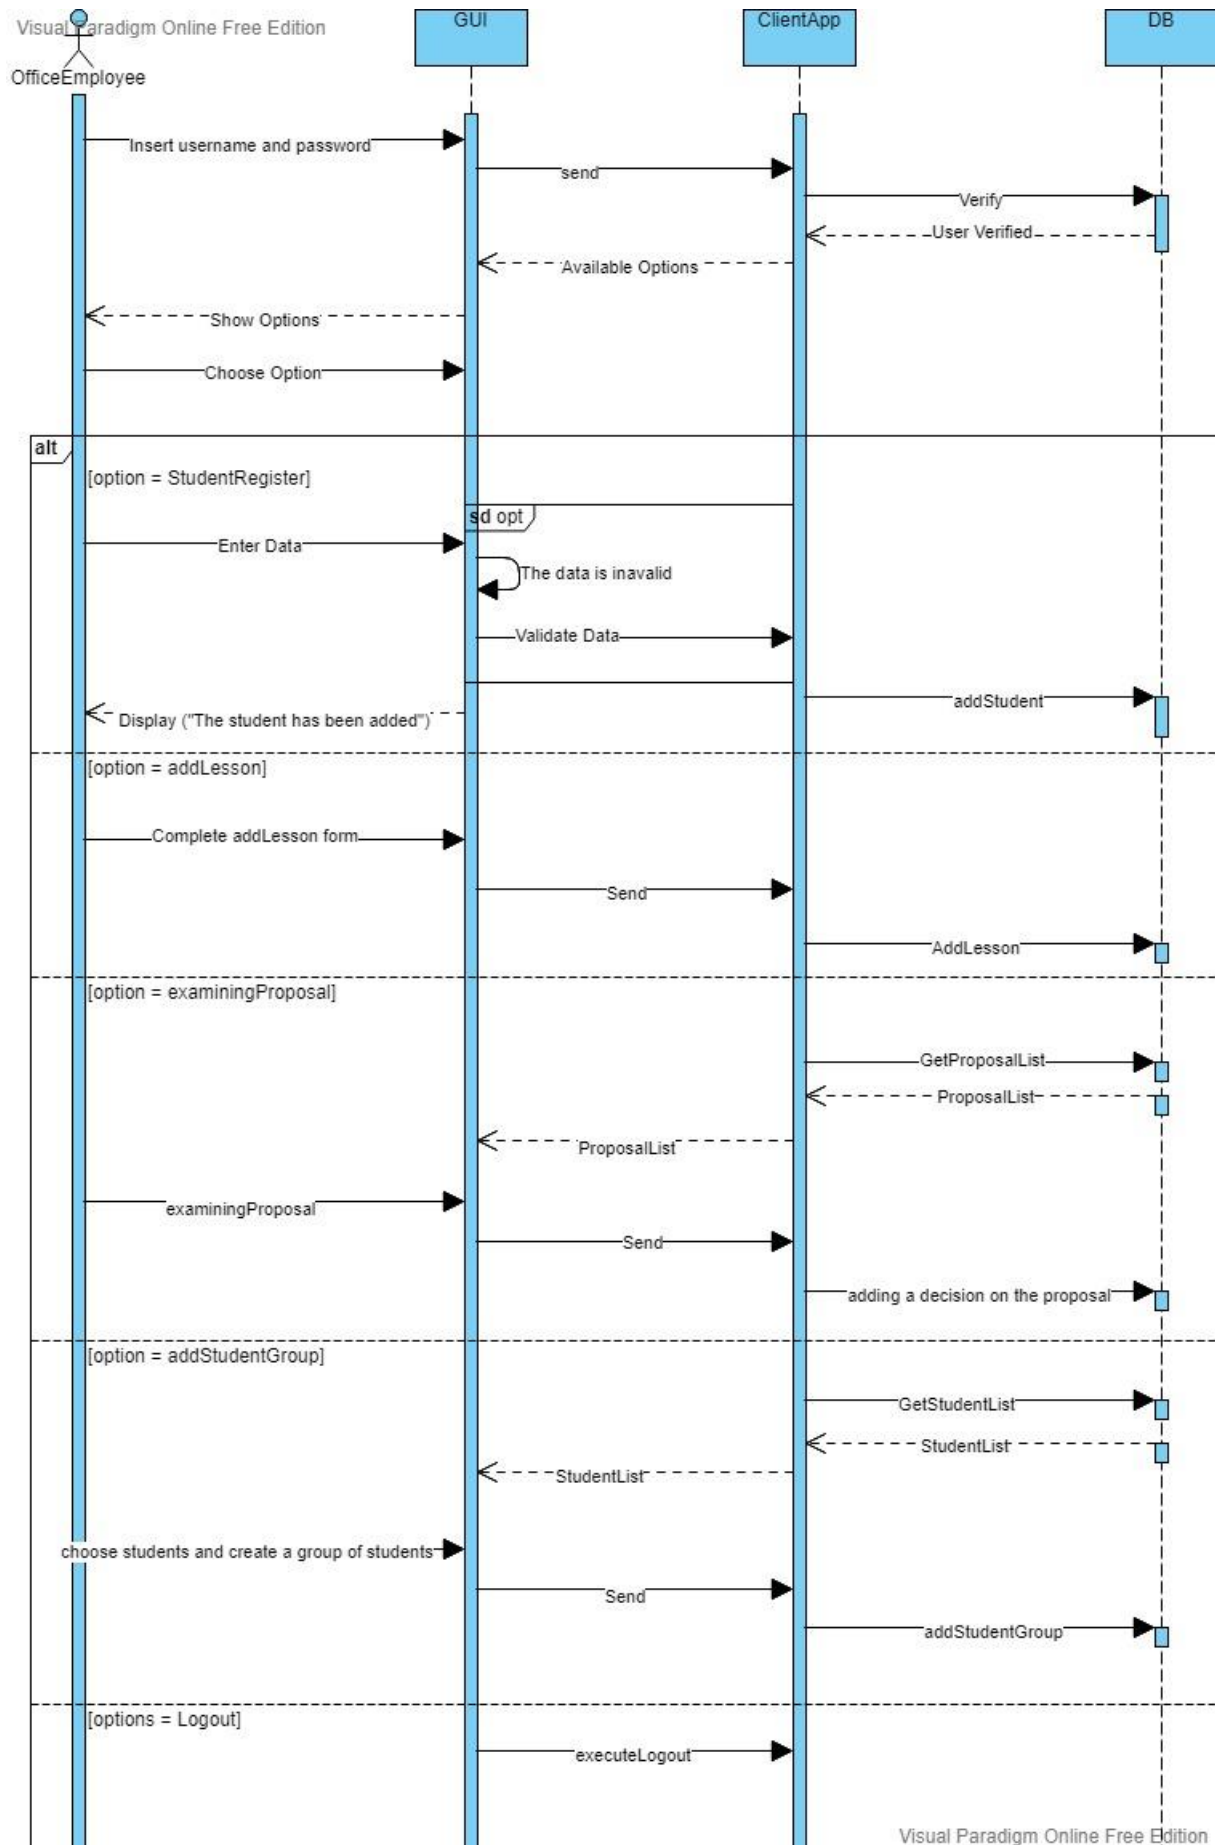 Visual Paradigm Online Free Edition
OfficeEmployee
GUI
ClientApp
DB
Insert username and password
send
Verify
User Verified
Available Options
Show Options
Choose Option
alt
[option = StudentRegister]
sd opt
Enter Data
The data is inavalid
Validate Data
addStudent
Display ("The student has been added")
[option = addLesson]
Complete addLesson form
Send
AddLesson
[option = examiningProposal]
GetProposalList
ProposalList
ProposalList
examiningProposal
Send
adding a decision on the proposal
[option = addStudentGroup]
GetStudentList
StudentList
StudentList
choose students and create a group of students
Send
addStudentGroup
[options = Logout]
executeLogout
Visual Paradigm Online Free Edition